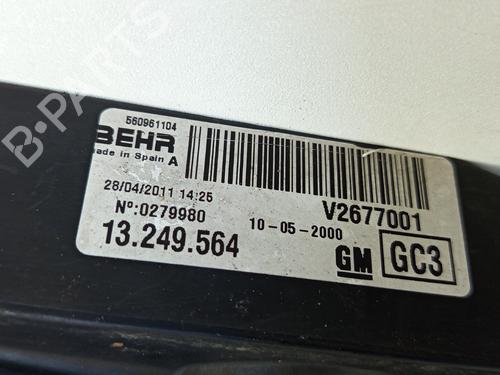 B-PARTS
560961104
BEHR
Made in Spain A
28/04/2011 14:25
V2677001
Nº:0279980
10-05-2000
13.249.564
GM
GC3